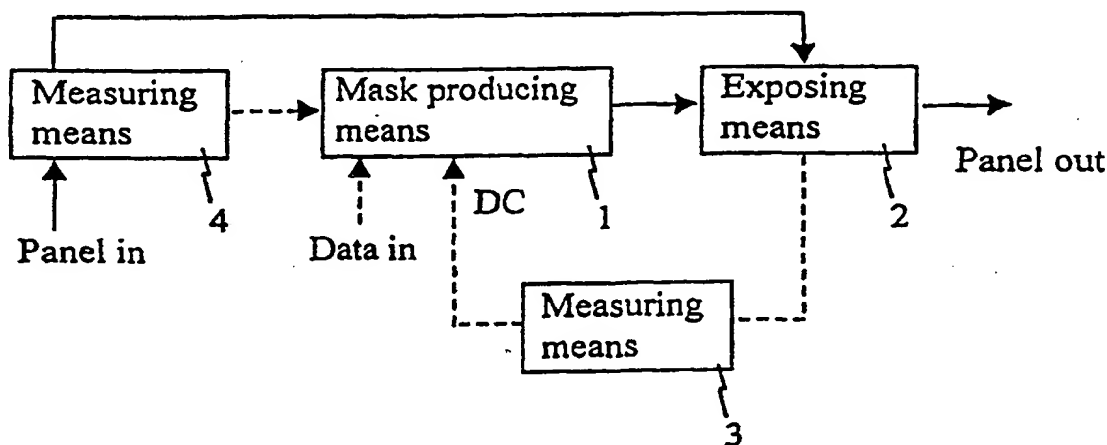 Measuring
means
4
Panel in
Mask producing
means
1
Data in
DC
Exposing
means
2
Panel out
Measuring
means
3